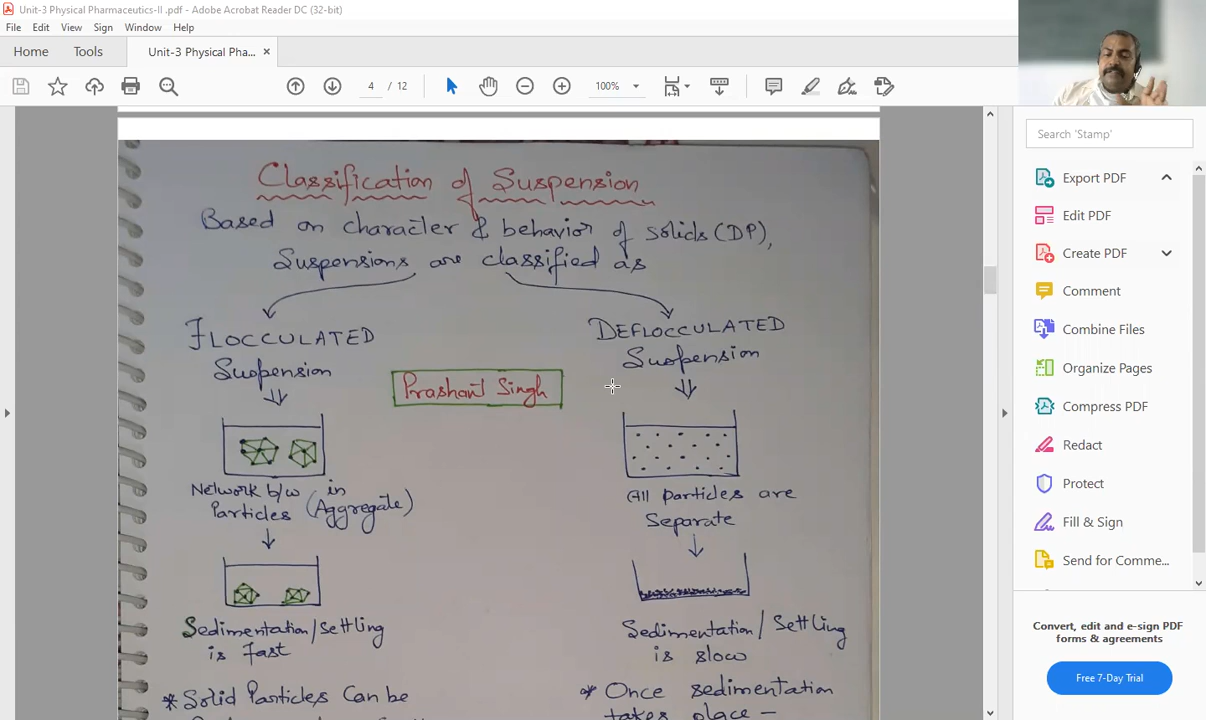 Unit-3 Physical Pharmaceutics-II .pdf - Adobe Acrobat Reader DC (32-bit)
File Edit View Sign Window Help
Home Tools Unit-3 Physical Pha... ×
4 / 12 100%
Search 'Stamp'
Export PDF
Edit PDF
Create PDF
Comment
Combine Files
Organize Pages
Compress PDF
Redact
Protect
Fill & Sign
Send for Comme...
Convert, edit and e-sign PDF
forms & agreements
Free 7-Day Trial
Classification of Suspension
Based on character & behavior of solids (DP),
Suspensions are classified as
FLOCCULATED
Suspension
Network b/w in
Particles (Aggregate)
Sedimentation/Settling
is fast
* Solid Particles Can be
Prashant Singh
DEFLOCCULATED
Suspension
All particles are
Separate
Sedimentation/Settling
is slow
* Once sedimentation
takes place -